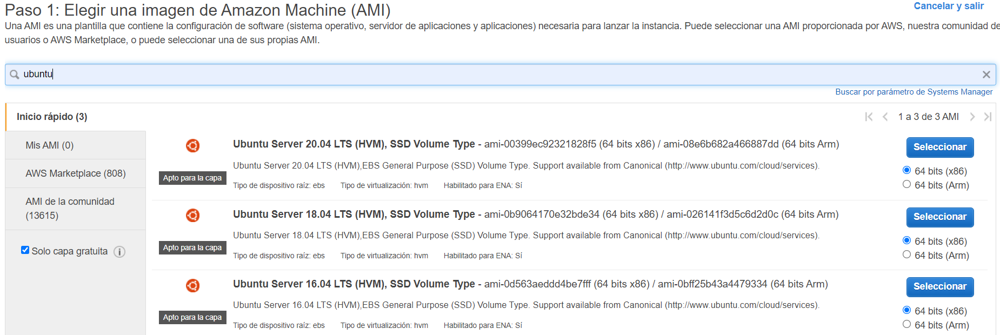 Paso 1: Elegir una imagen de Amazon Machine (AMI)
Cancelar y salir
Una AMI es una plantilla que contiene la configuración de software (sistema operativo, servidor de aplicaciones y aplicaciones) necesaria para lanzar la instancia. Puede seleccionar una AMI proporcionada por AWS, nuestra comunidad de
usuarios o AWS Marketplace, o puede seleccionar una de sus propias AMI.
ubuntu
Buscar por parámetro de Systems Manager
Inicio rápido (3)
1 a 3 de 3 AMI
Mis AMI (0)
AWS Marketplace (808)
AMI de la comunidad
(13615)
Solo capa gratuita
Ubuntu Server 20.04 LTS (HVM), SSD Volume Type - ami-00399ec92321828f5 (64 bits x86) / ami-08e6b682a466887dd (64 bits Arm)
Seleccionar
Ubuntu Server 20.04 LTS (HVM),EBS General Purpose (SSD) Volume Type. Support available from Canonical (http://www.ubuntu.com/cloud/services).
Apto para la capa
64 bits (x86)
64 bits (Arm)
Tipo de dispositivo raíz: ebs Tipo de virtualización: hvm Habilitado para ENA: Sí
Ubuntu Server 18.04 LTS (HVM), SSD Volume Type - ami-0b9064170e32bde34 (64 bits x86) / ami-026141f3d5c6d2d0c (64 bits Arm)
Seleccionar
Ubuntu Server 18.04 LTS (HVM),EBS General Purpose (SSD) Volume Type. Support available from Canonical (http://www.ubuntu.com/cloud/services).
Apto para la capa
64 bits (x86)
64 bits (Arm)
Tipo de dispositivo raíz: ebs Tipo de virtualización: hvm Habilitado para ENA: Sí
Ubuntu Server 16.04 LTS (HVM), SSD Volume Type - ami-0d563aeddd4be7fff (64 bits x86) / ami-0bff25b43a4479334 (64 bits Arm)
Seleccionar
Ubuntu Server 16.04 LTS (HVM),EBS General Purpose (SSD) Volume Type. Support available from Canonical (http://www.ubuntu.com/cloud/services).
Apto para la capa
64 bits (x86)
64 bits (Arm)
Tipo de dispositivo raíz: ebs Tipo de virtualización: hvm Habilitado para ENA: Sí